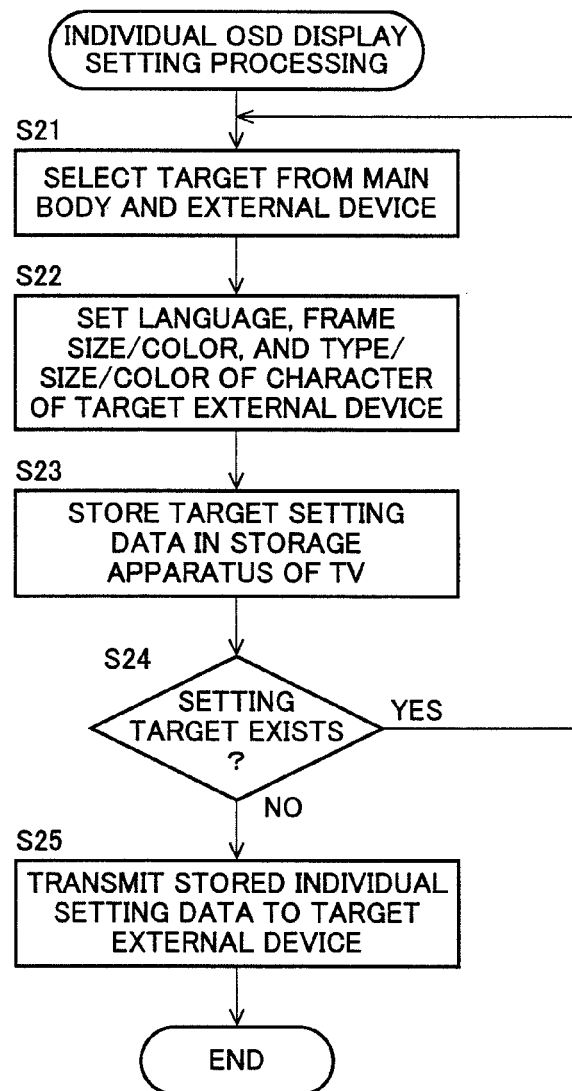 INDIVIDUAL OSD DISPLAY
SETTING PROCESSING
S21
SELECT TARGET FROM MAIN
BODY AND EXTERNAL DEVICE
S22
SET LANGUAGE, FRAME
SIZE/COLOR, AND TYPE/
SIZE/COLOR OF CHARACTER
OF TARGET EXTERNAL DEVICE
S23
STORE TARGET SETTING
DATA IN STORAGE
APPARATUS OF TV
S24
SETTING
TARGET EXISTS
?
YES
NO
S25
TRANSMIT STORED INDIVIDUAL
SETTING DATA TO TARGET
EXTERNAL DEVICE
END